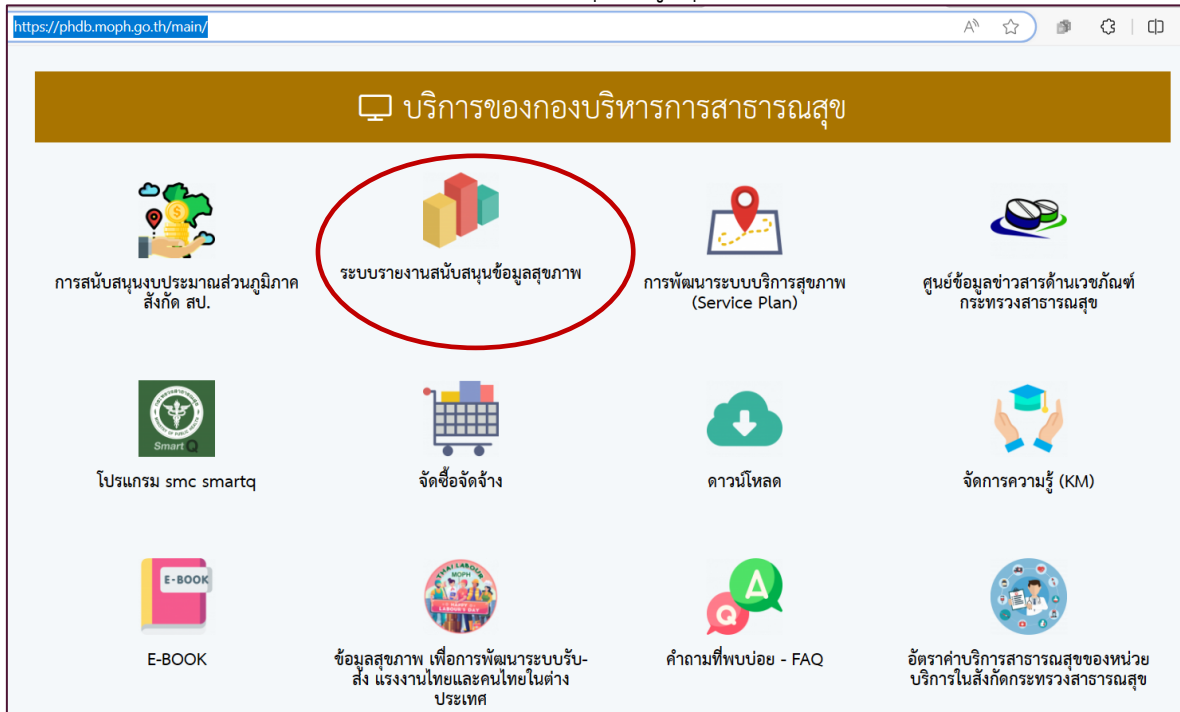 https://phdb.moph.go.th/main/
บริการของกองบริหารการสาธารณสุข
การสนับสนุนงบประมาณส่วนภูมิภาค
สังกัด สป.
ระบบรายงานสนับสนุนข้อมูลสุขภาพ
การพัฒนาระบบบริการสุขภาพ
(Service Plan)
ศูนย์ข้อมูลข่าวสารด้านเวชภัณฑ์
กระทรวงสาธารณสุข
Smart Q
โปรแกรม smc smartq
จัดซื้อจัดจ้าง
ดาวน์โหลด
จัดการความรู้ (KM)
E-BOOK
E-BOOK
THAI LABOUR
MOPH
LABOUR'S DAY
ข้อมูลสุขภาพ เพื่อการพัฒนาระบบรับ-
ส่ง แรงงานไทยและคนไทยในต่าง
ประเทศ
A
Q
คำถามที่พบบ่อย - FAQ
อัตราค่าบริการสาธารณสุขของหน่วย
บริการในสังกัดกระทรวงสาธารณสุข